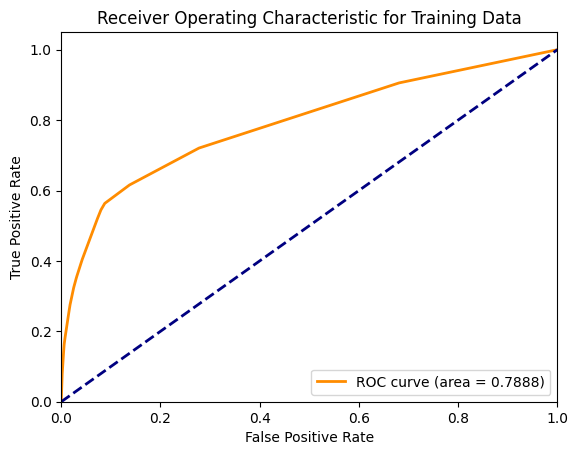 Receiver Operating Characteristic for Training Data
1.0
0.8
0.6
0.4
0.2
0.0
True Positive Rate
ROC curve (area = 0.7888)
0.0 0.2 0.4 0.6 0.8 1.0
False Positive Rate